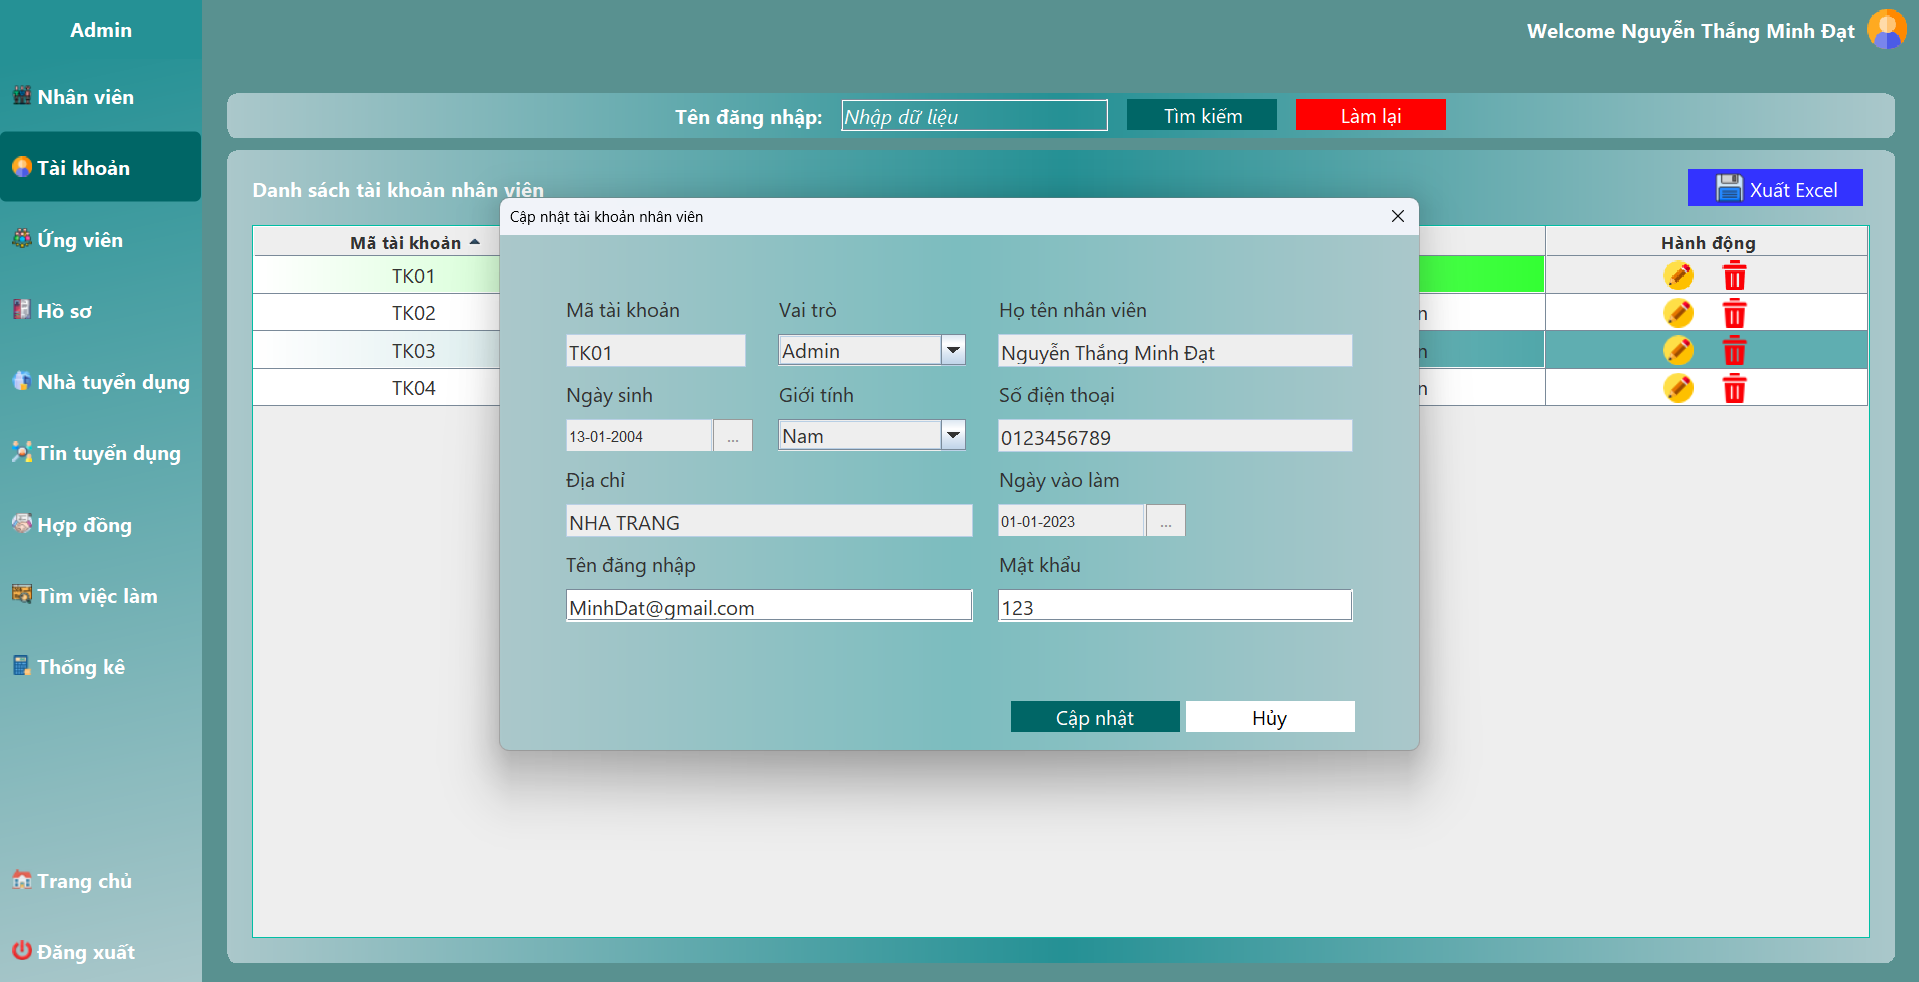 Admin
Welcome Nguyễn Thắng Minh Đạt
Nhân viên
Tài khoản
Ứng viên
Hồ sơ
Nhà tuyển dụng
Tin tuyển dụng
Hợp đồng
Tìm việc làm
Thống kê
Trang chủ
Đăng xuất
Tên đăng nhập: Nhập dữ liệu Tìm kiếm Làm lại
Danh sách tài khoản nhân viên
Xuất Excel
Mã tài khoản Hành động
TK01
TK02 n
TK03 n
TK04 n
Cập nhật tài khoản nhân viên
Mã tài khoản Vai trò Họ tên nhân viên
TK01 Admin Nguyễn Thắng Minh Đạt
Ngày sinh Giới tính Số điện thoại
13-01-2004 ... Nam 0123456789
Địa chỉ Ngày vào làm
NHA TRANG 01-01-2023 ...
Tên đăng nhập Mật khẩu
MinhDat@gmail.com 123
Cập nhật Hủy